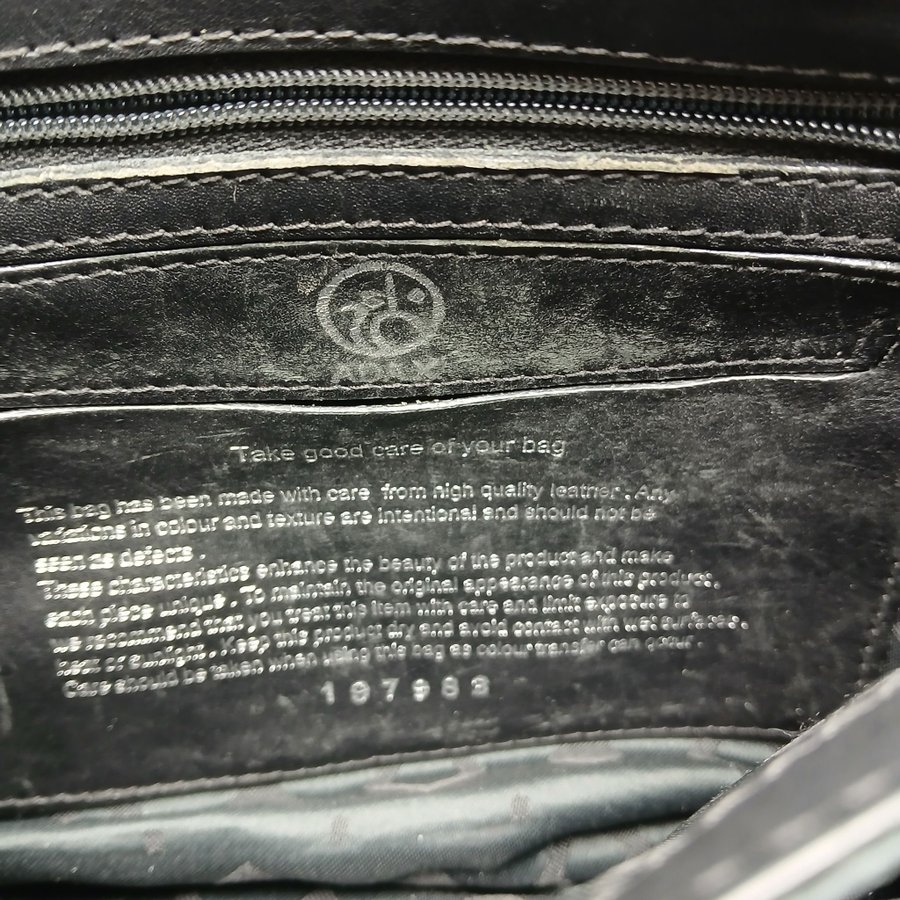 ADAX
Take good care of your bag
This bag has been made with care from high quality leather . Any
variations in colour and texture are intentional and should not be
seen as defects .
These characteristics enhance the beauty of the product and make
each, piece unique . To maintain the original appearance of this product,
we recommend that you treat this item with care and limit exposure to
heat or sunlight . Keep this product dry and avoid contact with wet surfaces .
Care should be taken when using this bag as colour transfer can occur .
197983